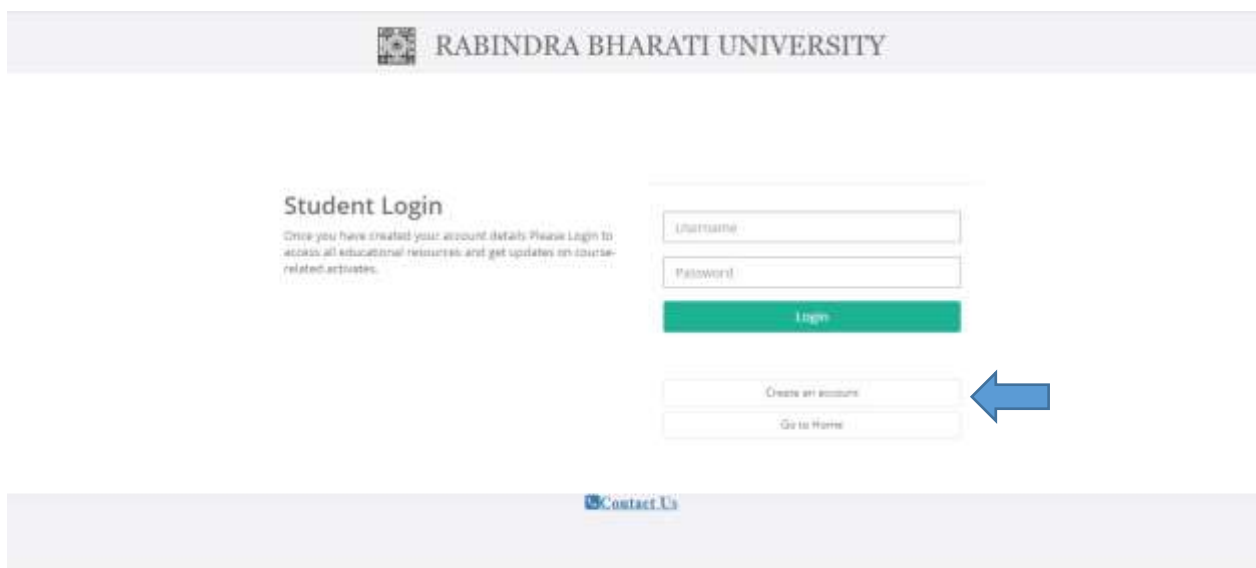 RABINDRA BHARATI UNIVERSITY
Student Login
Once you have created your account details Please Login to
access all educational resources and get updates on course-
related activates.
Username
Password
Login
Create an account
Go to Home
Contact Us